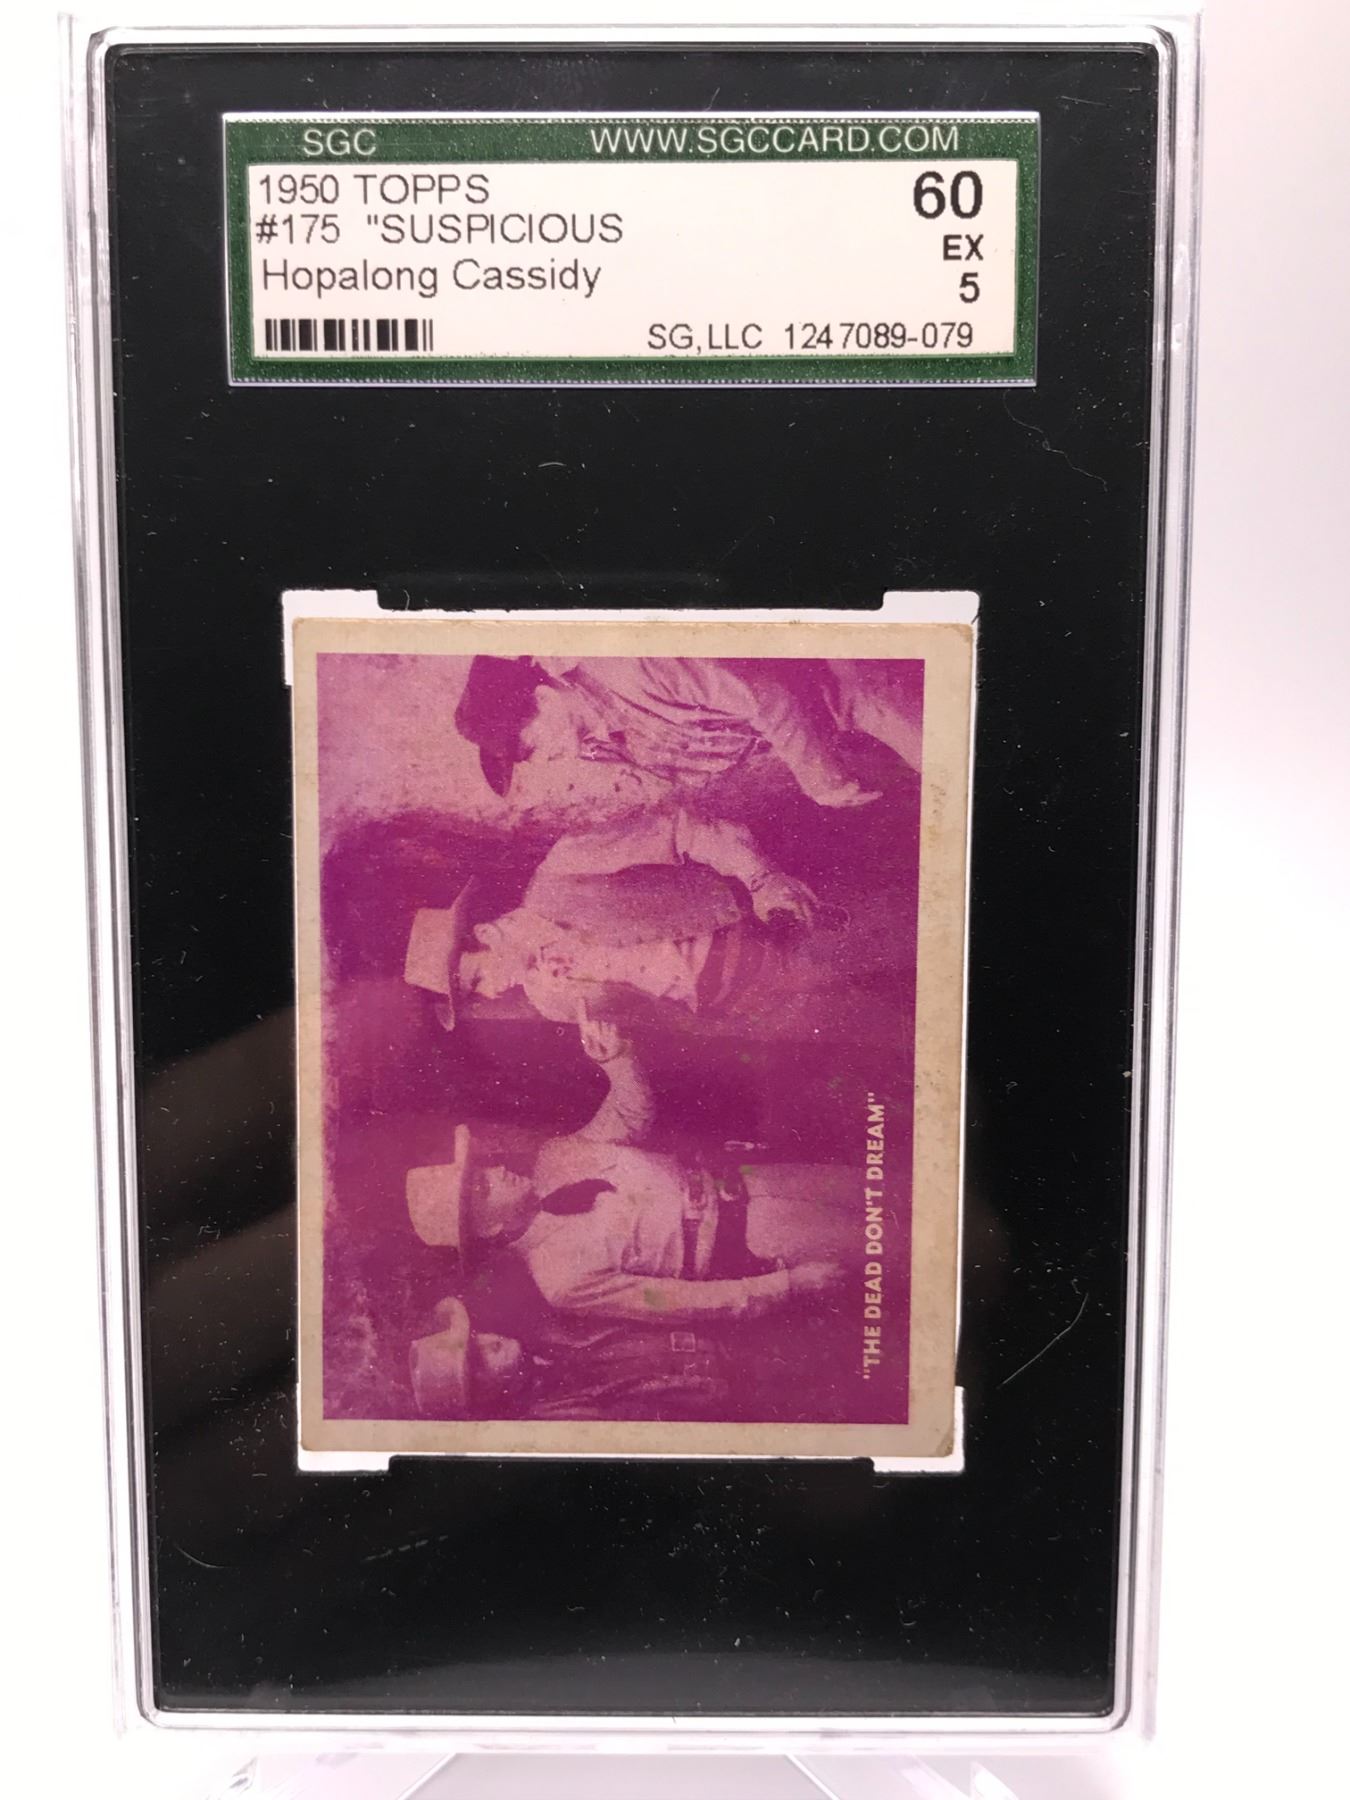 SGC WWW.SGCCARD.COM
1950 TOPPS 60
#175 "SUSPICIOUS EX
Hopalong Cassidy 5
SG,LLC 1247089-079
"THE DEAD DON'T DREAM"